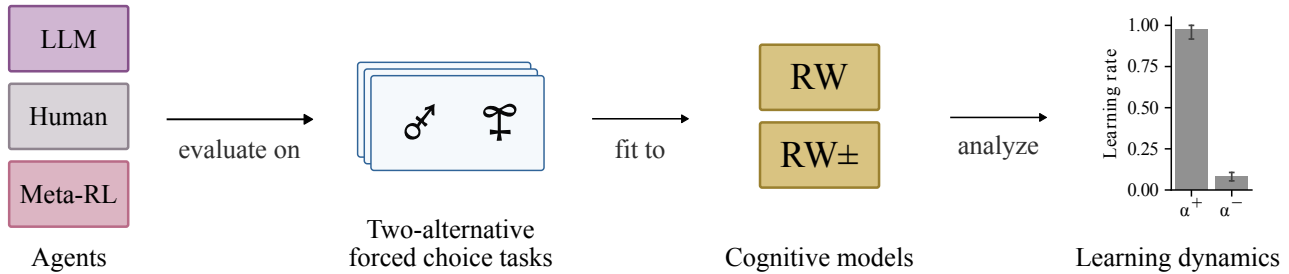 LLM
Human
Meta-RL
Agents
evaluate on
Two-alternative
forced choice tasks
fit to
RW
RW±
Cognitive models
analyze
Learning rate
1.00
0.75
0.50
0.25
0.00
α⁺ α⁻
Learning dynamics